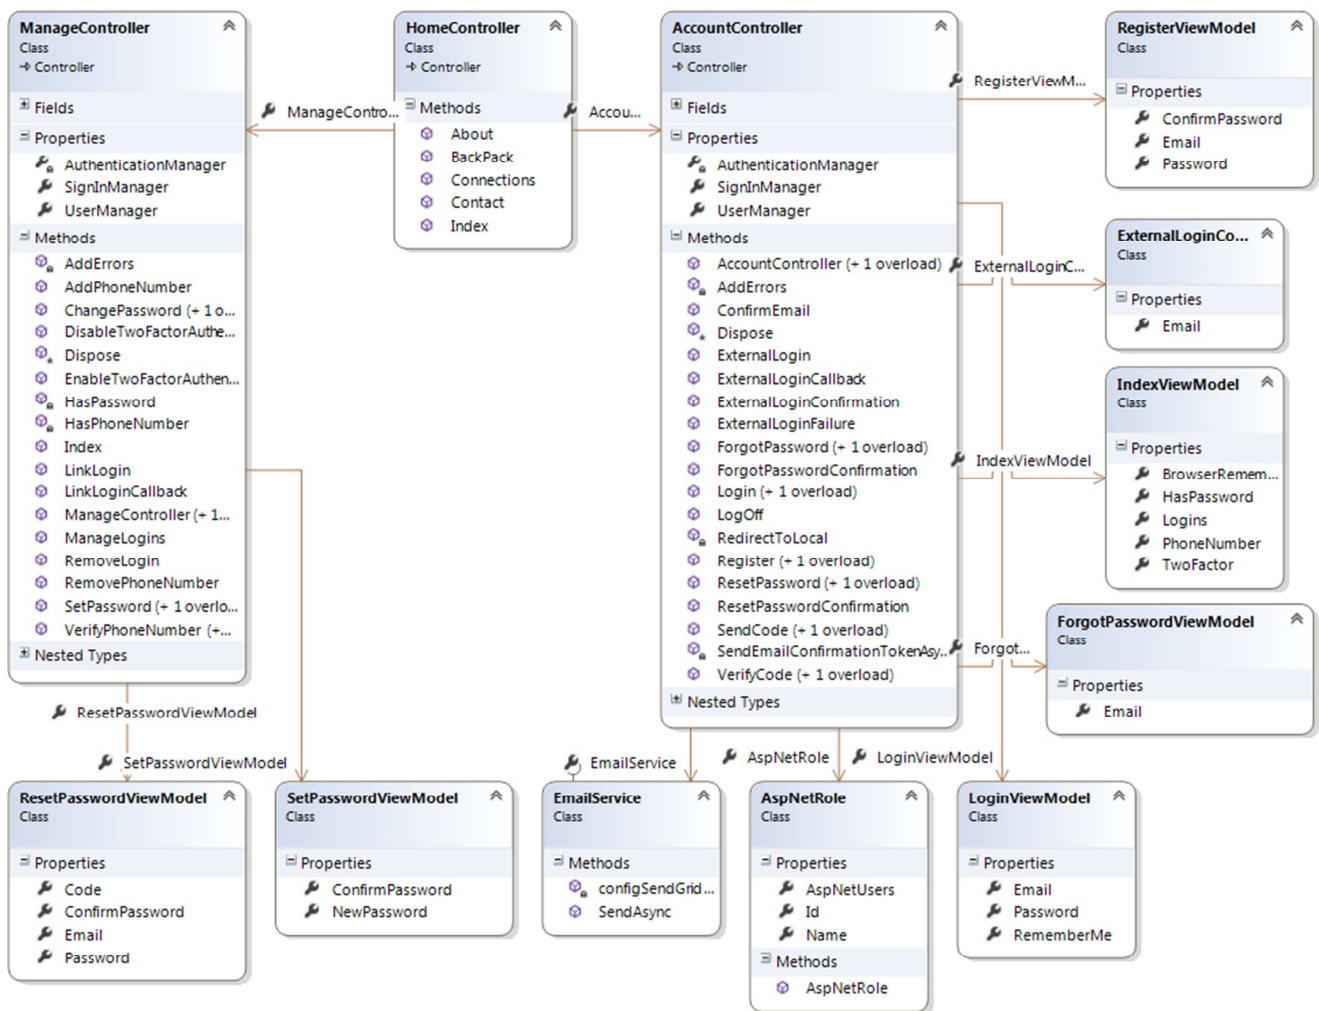 ManageController
Class
Controller
Fields
Properties
AuthenticationManager
SignInManager
UserManager
Methods
AddErrors
AddPhoneNumber
ChangePassword (+ 1 o...
DisableTwoFactorAuthe...
Dispose
EnableTwoFactorAuthen...
HasPassword
HasPhoneNumber
Index
LinkLogin
LinkLoginCallback
ManageController (+ 1...
ManageLogins
RemoveLogin
RemovePhoneNumber
SetPassword (+ 1 overlo...
VerifyPhoneNumber (+...
Nested Types
ManageContro...
HomeController
Class
Controller
Methods
About
BackPack
Connections
Contact
Index
Accou...
AccountController
Class
Controller
Fields
Properties
AuthenticationManager
SignInManager
UserManager
Methods
AccountController (+ 1 overload)
AddErrors
ConfirmEmail
Dispose
ExternalLogin
ExternalLoginCallback
ExternalLoginConfirmation
ExternalLoginFailure
ForgotPassword (+ 1 overload)
ForgotPasswordConfirmation
Login (+ 1 overload)
LogOff
RedirectToLocal
Register (+ 1 overload)
ResetPassword (+ 1 overload)
ResetPasswordConfirmation
SendCode (+ 1 overload)
SendEmailConfirmationTokenAsy...
VerifyCode (+ 1 overload)
Nested Types
RegisterViewM...
RegisterViewModel
Class
Properties
ConfirmPassword
Email
Password
ExternalLoginC...
ExternalLoginCo...
Class
Properties
Email
IndexViewModel
IndexViewModel
Class
Properties
BrowserRemem...
HasPassword
Logins
PhoneNumber
TwoFactor
Forgot...
ForgotPasswordViewModel
Class
Properties
Email
ResetPasswordViewModel
SetPasswordViewModel
EmailService
AspNetRole
LoginViewModel
ResetPasswordViewModel
Class
Properties
Code
ConfirmPassword
Email
Password
SetPasswordViewModel
Class
Properties
ConfirmPassword
NewPassword
EmailService
Class
Methods
configSendGrid...
SendAsync
AspNetRole
Class
Properties
AspNetUsers
Id
Name
Methods
AspNetRole
LoginViewModel
Class
Properties
Email
Password
RememberMe